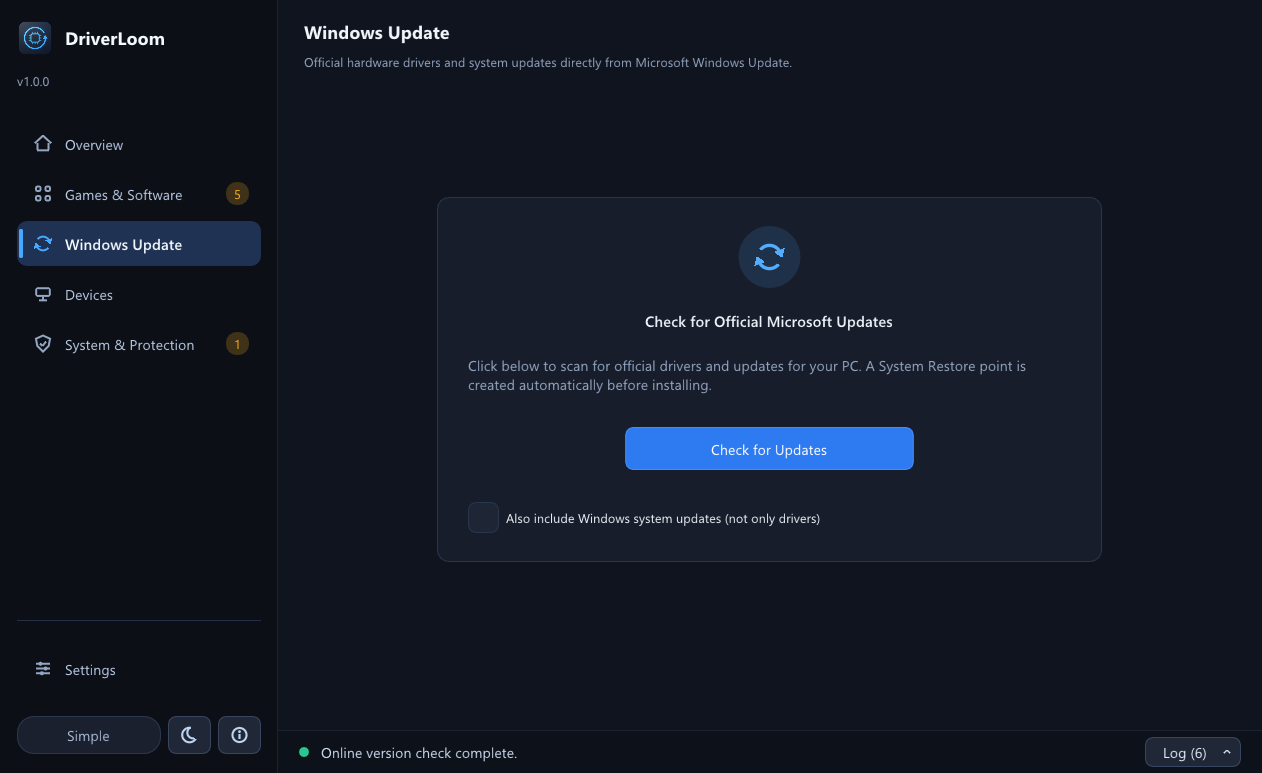 DriverLoom
v1.0.0
Overview
Games & Software 5
Windows Update
Devices
System & Protection 1
Settings
Simple
Windows Update
Official hardware drivers and system updates directly from Microsoft Windows Update.
Check for Official Microsoft Updates
Click below to scan for official drivers and updates for your PC. A System Restore point is
created automatically before installing.
Check for Updates
Also include Windows system updates (not only drivers)
Online version check complete.
Log (6)